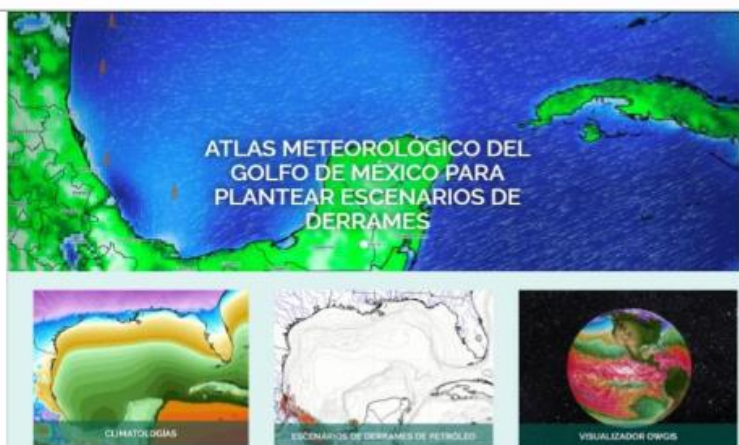 ATLAS METEOROLÓGICO DEL
GOLFO DE MÉXICO PARA
PLANTEAR ESCENARIOS DE
DERRAMES
CLIMATOLOGÍAS
ESCENARIOS DE DERRAMES DE PETRÓLEO
VISUALIZADOR OWGIS